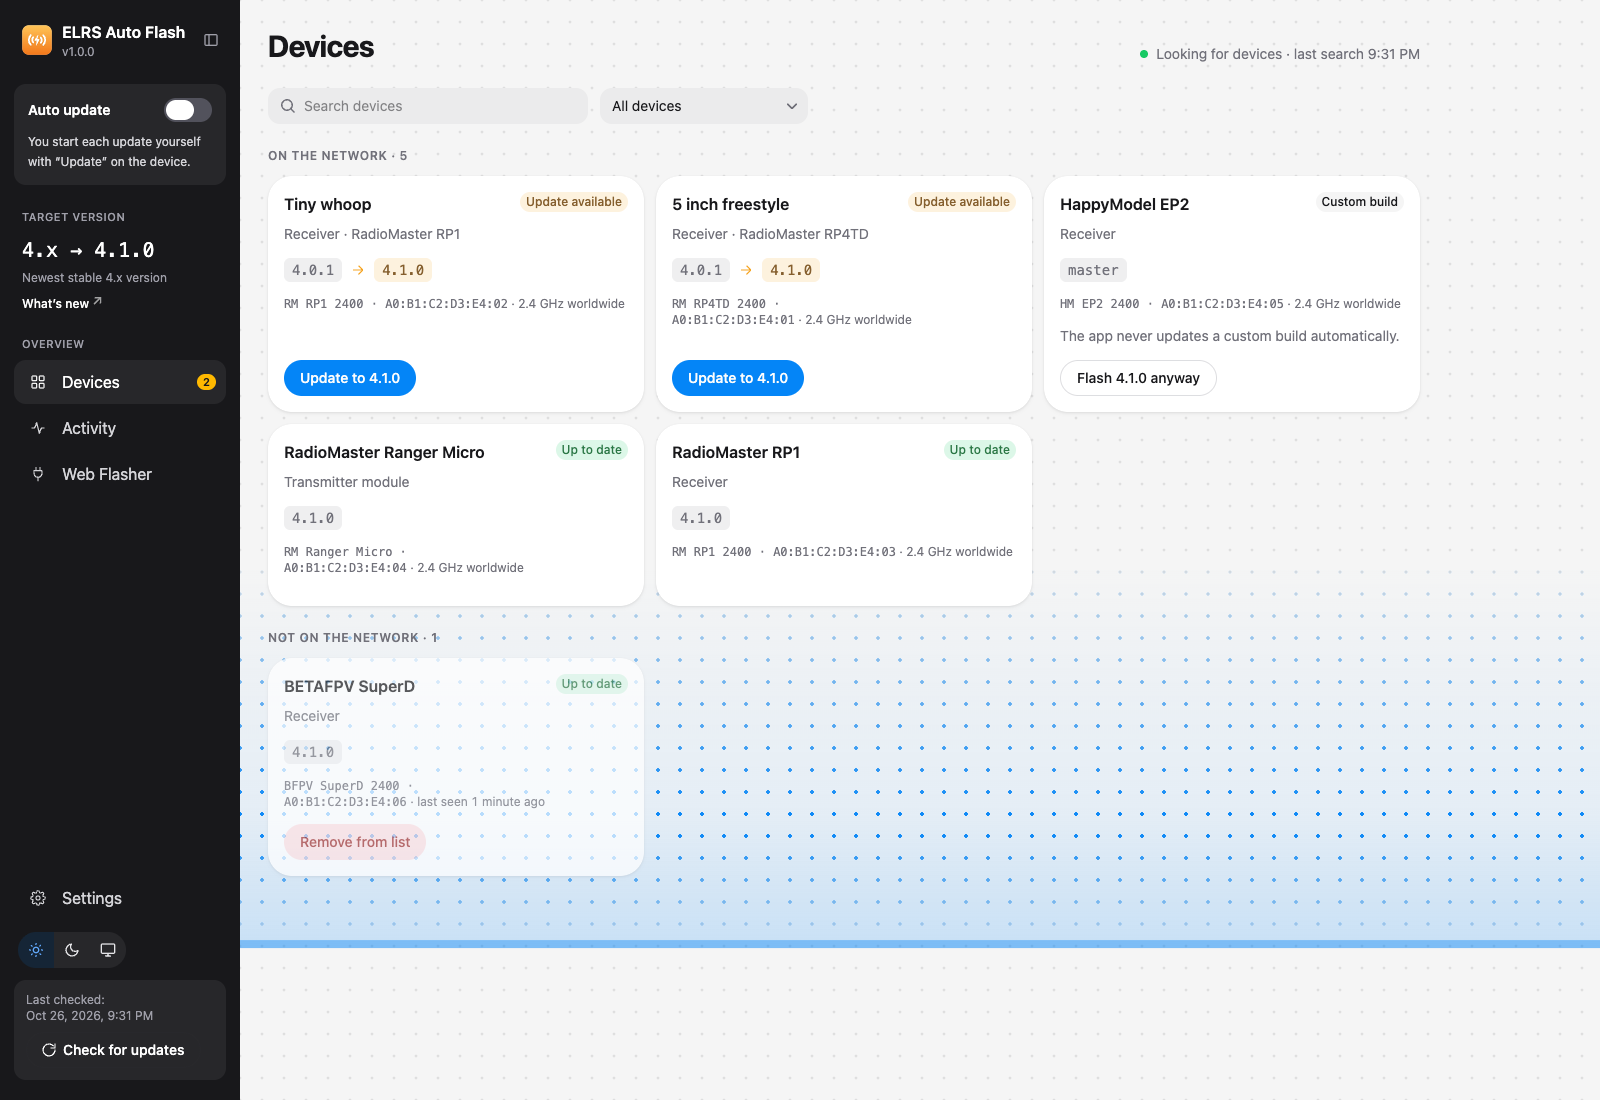 ELRS Auto Flash
v1.0.0
Auto update
You start each update yourself
with "Update" on the device.
TARGET VERSION
4.x → 4.1.0
Newest stable 4.x version
What's new ↗
OVERVIEW
Devices 2
Activity
Web Flasher
Settings
Last checked:
Oct 26, 2026, 9:31 PM
Check for updates
Devices
Looking for devices · last search 9:31 PM
Search devices
All devices
ON THE NETWORK · 5
Tiny whoop
Update available
Receiver · RadioMaster RP1
4.0.1 → 4.1.0
RM RP1 2400 · A0:B1:C2:D3:E4:02 · 2.4 GHz worldwide
Update to 4.1.0
5 inch freestyle
Update available
Receiver · RadioMaster RP4TD
4.0.1 → 4.1.0
RM RP4TD 2400 ·
A0:B1:C2:D3:E4:01 · 2.4 GHz worldwide
Update to 4.1.0
HappyModel EP2
Custom build
Receiver
master
HM EP2 2400 · A0:B1:C2:D3:E4:05 · 2.4 GHz worldwide
The app never updates a custom build automatically.
Flash 4.1.0 anyway
RadioMaster Ranger Micro
Up to date
Transmitter module
4.1.0
RM Ranger Micro ·
A0:B1:C2:D3:E4:04 · 2.4 GHz worldwide
RadioMaster RP1
Up to date
Receiver
4.1.0
RM RP1 2400 · A0:B1:C2:D3:E4:03 · 2.4 GHz worldwide
NOT ON THE NETWORK · 1
BETAFPV SuperD
Up to date
Receiver
4.1.0
BFPV SuperD 2400 ·
A0:B1:C2:D3:E4:06 · last seen 1 minute ago
Remove from list